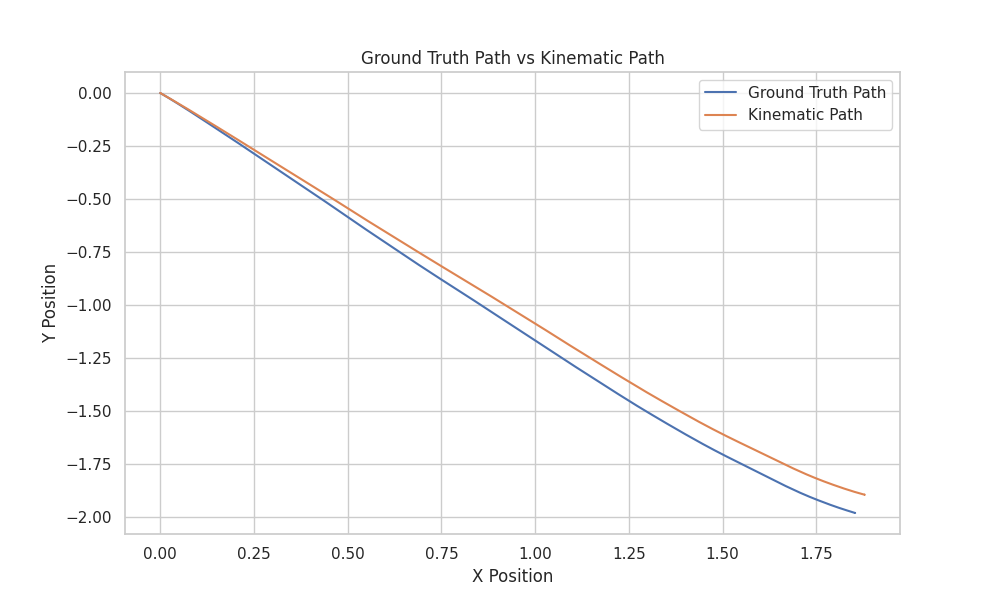 Ground Truth Path vs Kinematic Path
Ground Truth Path
Kinematic Path
Y Position
0.00
−0.25
−0.50
−0.75
−1.00
−1.25
−1.50
−1.75
−2.00
0.00 0.25 0.50 0.75 1.00 1.25 1.50 1.75
X Position